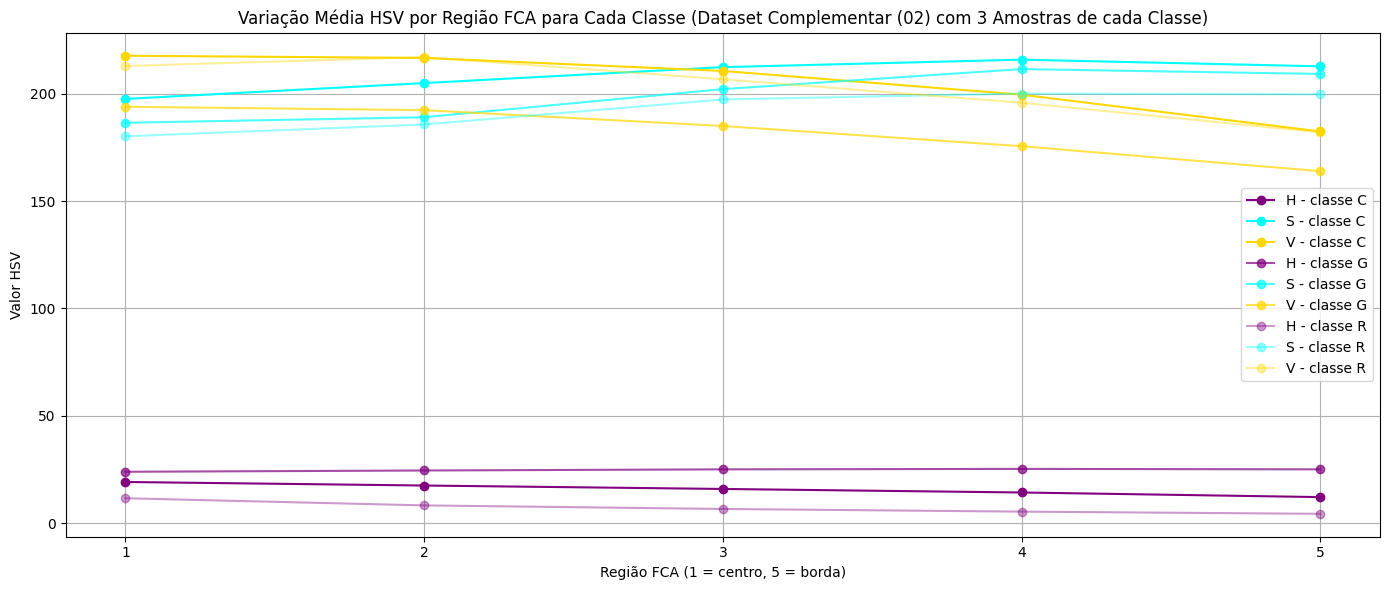 Variação Média HSV por Região FCA para Cada Classe (Dataset Complementar (02) com 3 Amostras de cada Classe)
Valor HSV
200
150
100
50
0
H - classe C
S - classe C
V - classe C
H - classe G
S - classe G
V - classe G
H - classe R
S - classe R
V - classe R
1 2 3 4 5
Região FCA (1 = centro, 5 = borda)